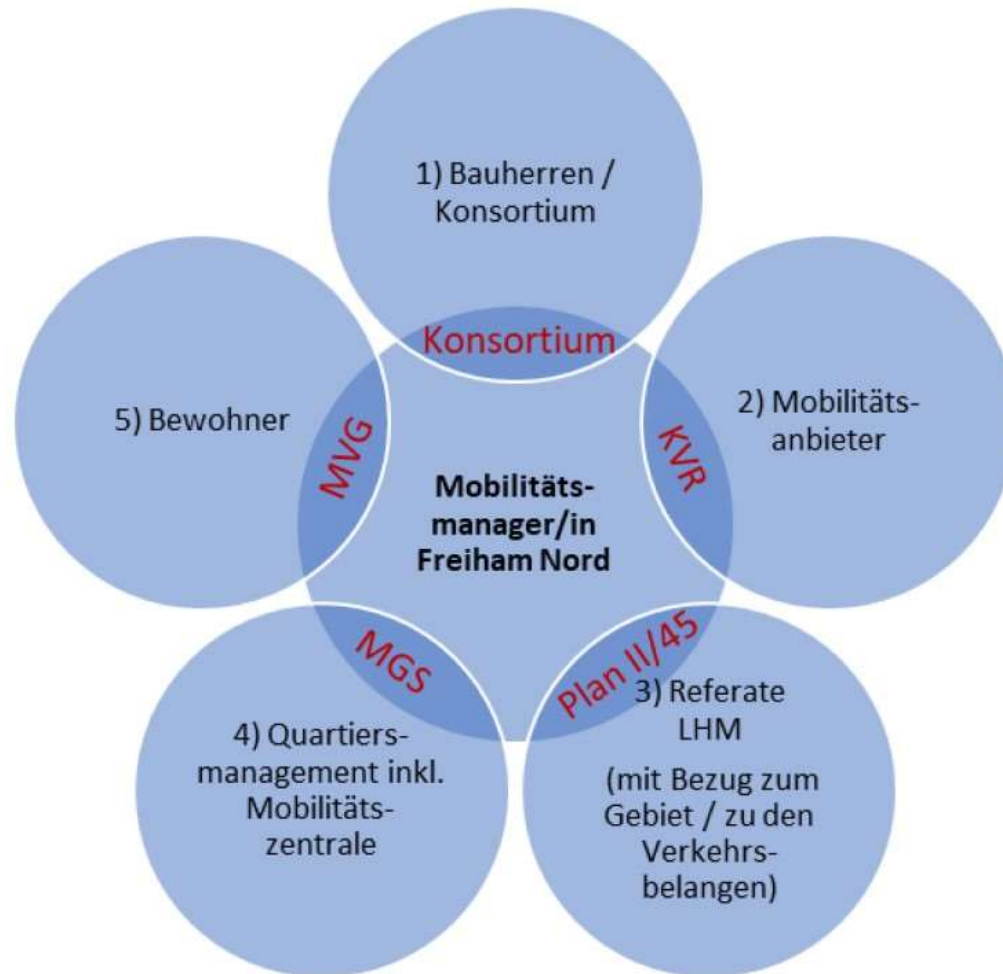 1) Bauherren /
Konsortium
Konsortium
2) Mobilitäts-
anbieter
KVR
5) Bewohner
MVG
Mobilitäts-
manager/in
Freiham Nord
MGS
Plan II/45
4) Quartiers-
management inkl.
Mobilitäts-
zentrale
3) Referate
LHM
(mit Bezug zum
Gebiet / zu den
Verkehrs-
belangen)